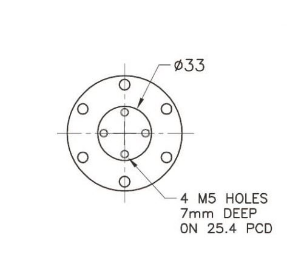 ø33
4 M5 HOLES
7mm DEEP
ON 25.4 PCD